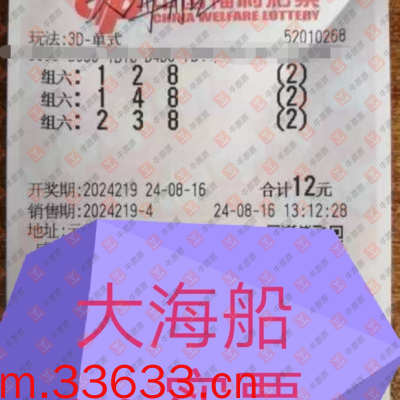 CHINA WELFARE LOTTERY
玩法:3D-单式 52010268
组六: 1 2 8 (2)
组六: 1 4 8 (2)
组六: 2 3 8 (2)
开奖期:2024219 24-08-16 合计12元
销售期:2024219-4 24-08-16 13:12:28
地址:
大海船
m.33633.cn